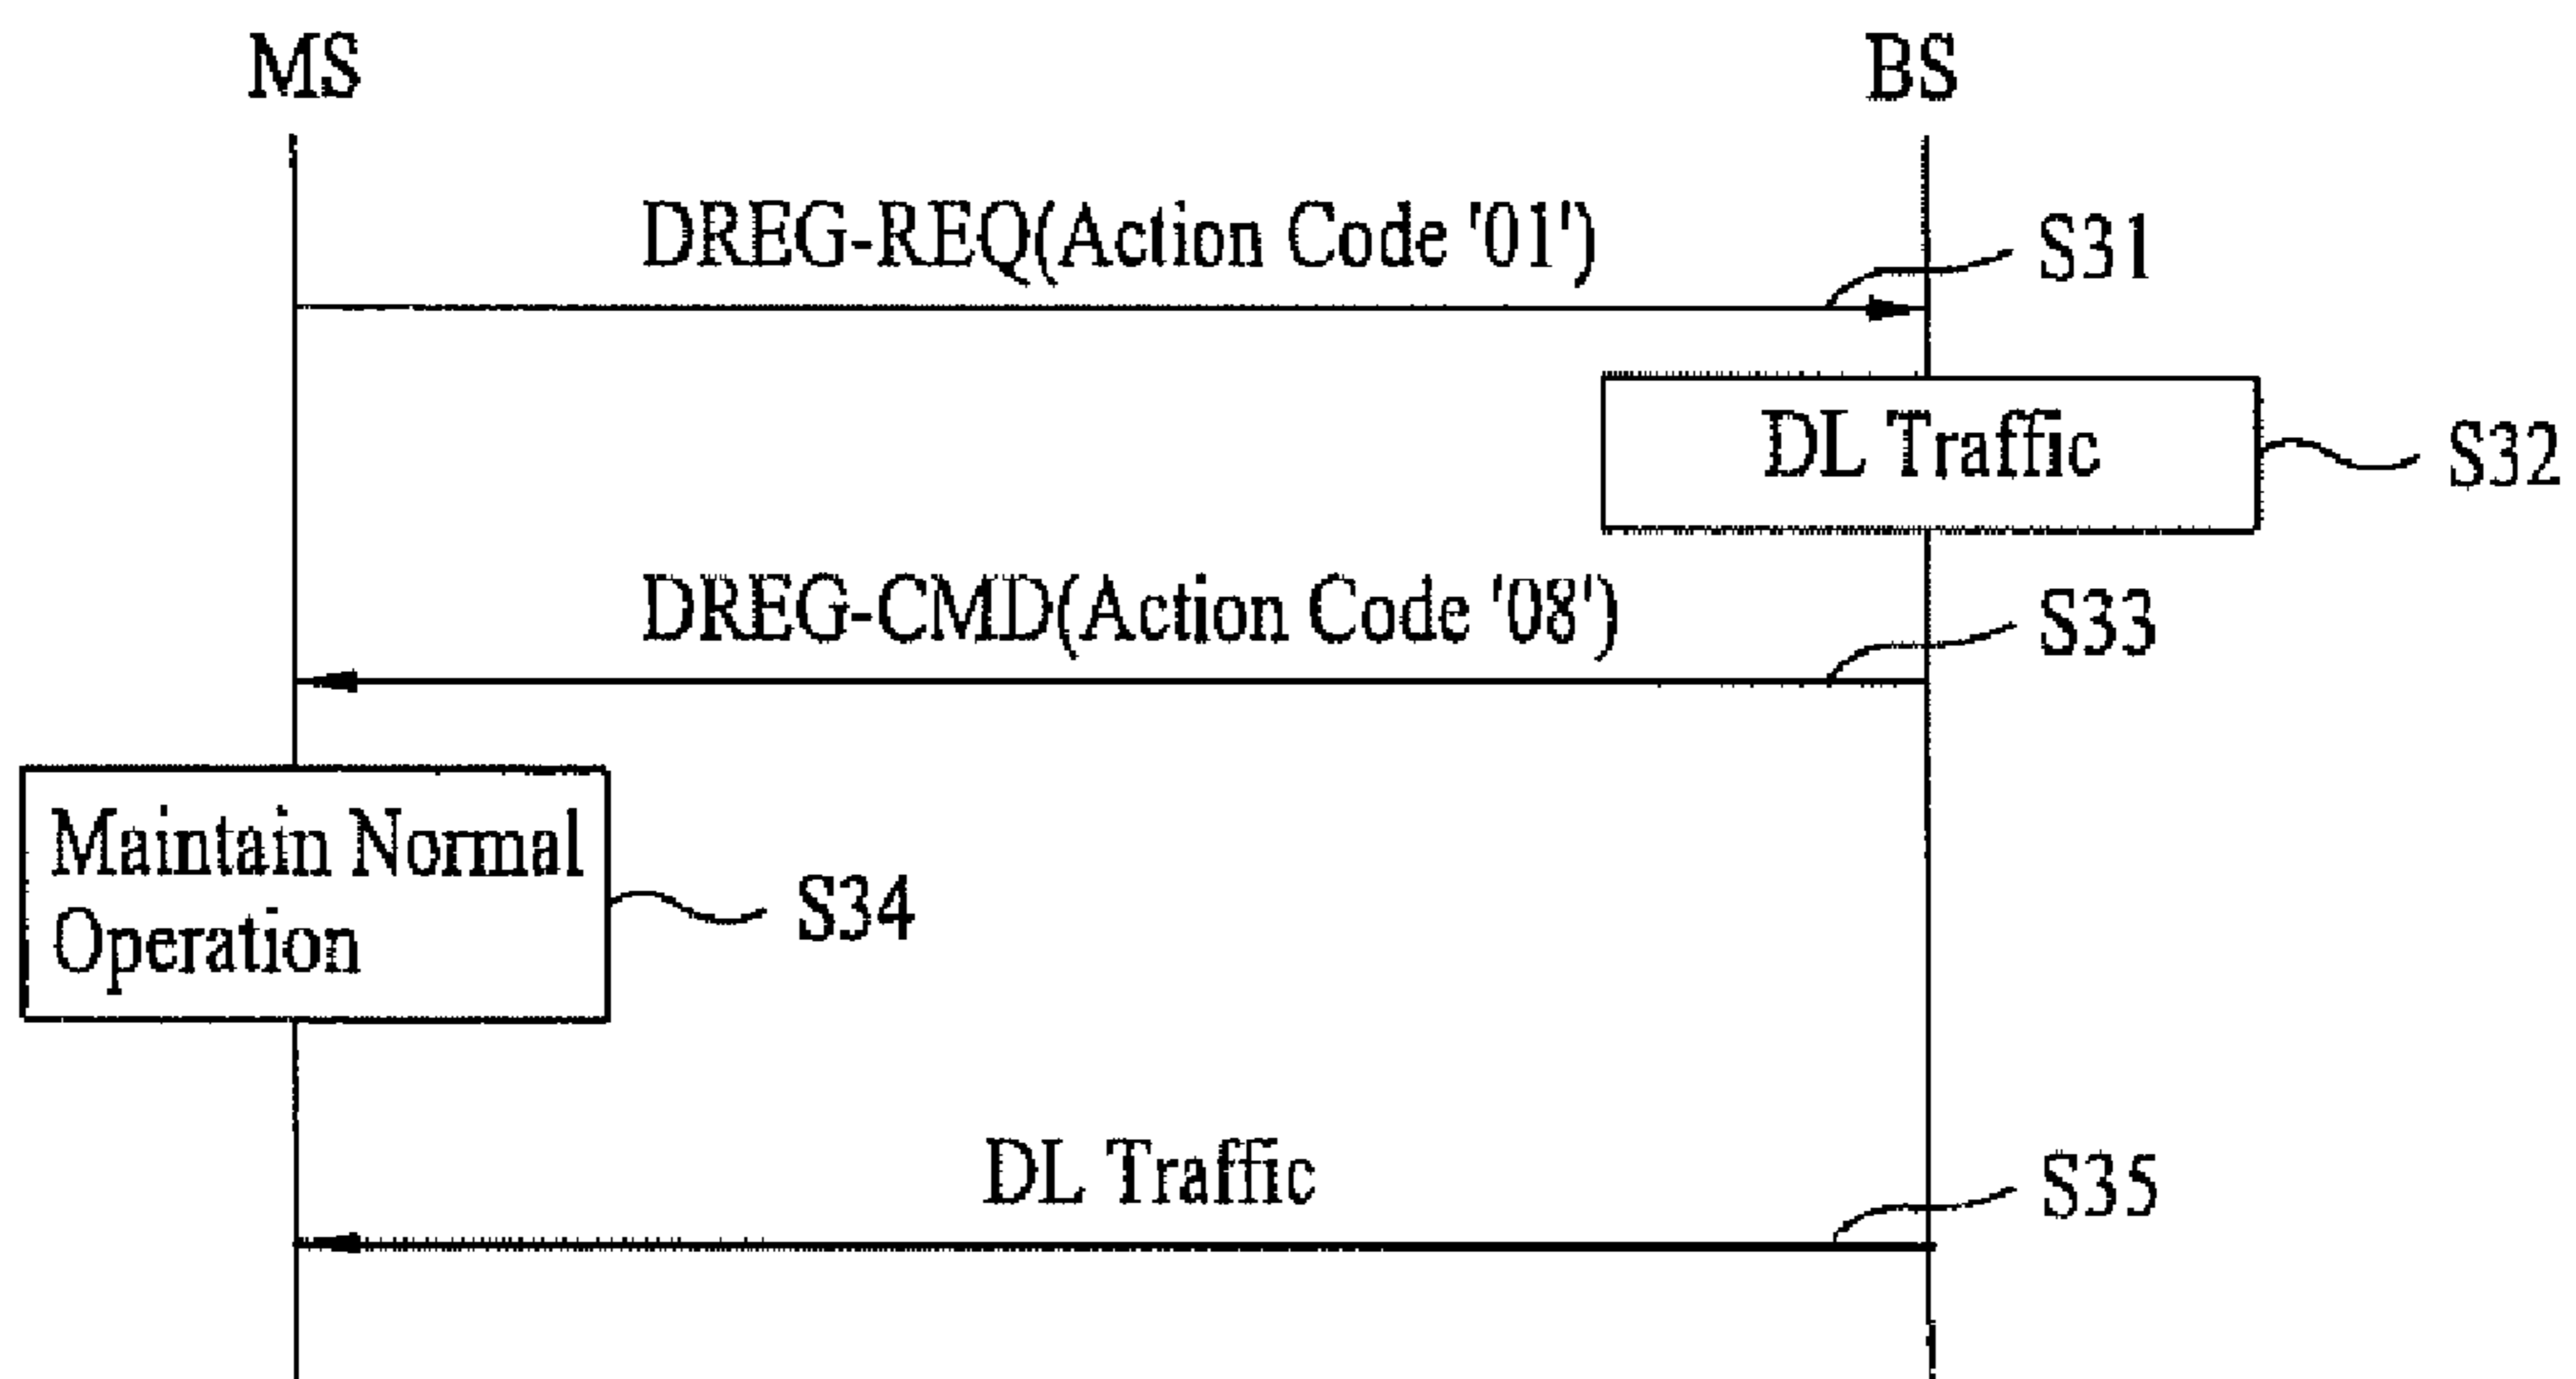 MS
BS
DREG-REQ(Action Code '01')
S31
DL Traffic
S32
DREG-CMD(Action Code '08')
S33
Maintain Normal
Operation
S34
DL Traffic
S35